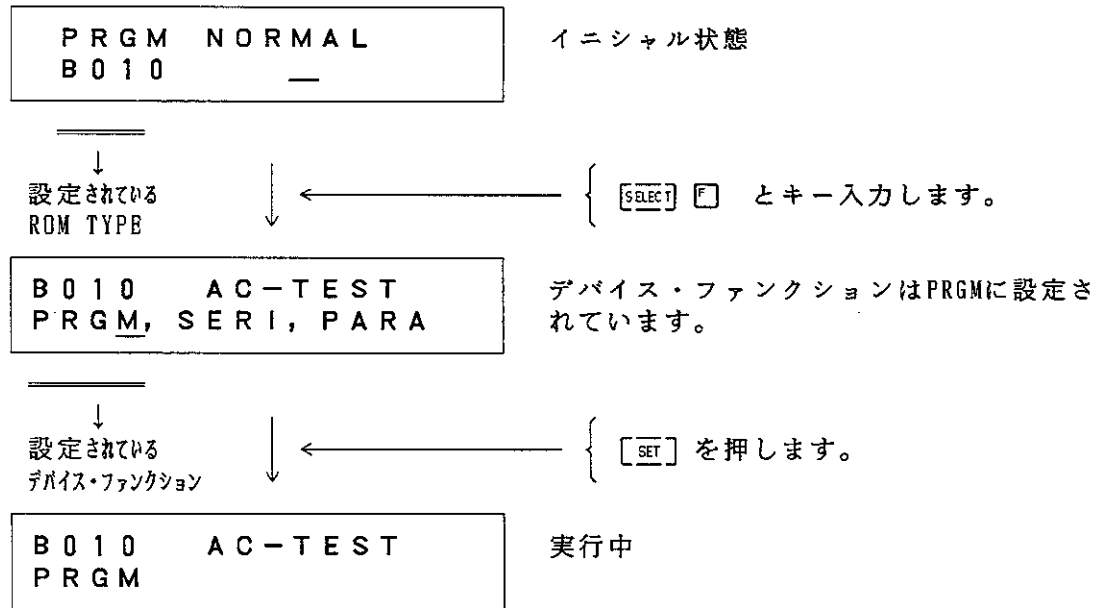 PRGM NORMAL
B010 _
イニシャル状態
↓
設定されている
ROM TYPE
[SELECT] [F] とキー入力します。
B010 AC-TEST
PRGM, SERI, PARA
デバイス・ファンクションはPRGMに設定さ
れています。
↓
設定されている
デバイス・ファンクション
[SET] を押します。
B010 AC-TEST
PRGM
実行中